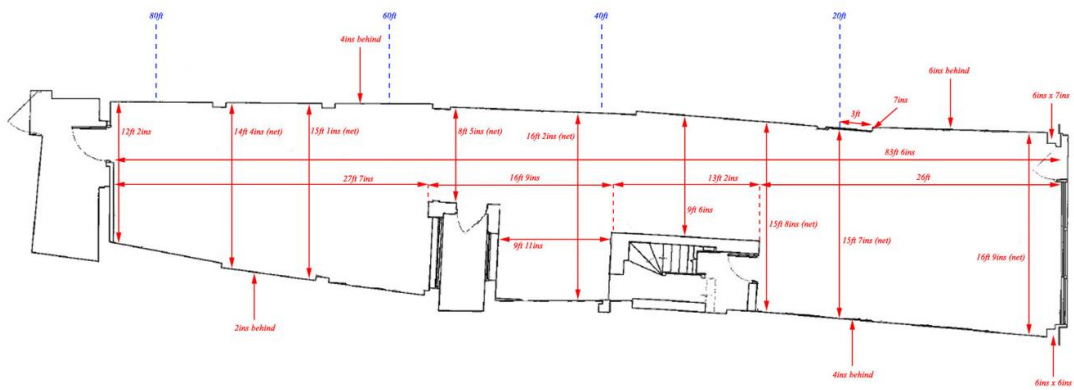 80ft
60ft
40ft
20ft
4ins behind
6ins behind
6ins x 7ins
3ft
7ins
12ft 2ins
14ft 4ins (net)
15ft 1ins (net)
8ft 5ins (net)
16ft 2ins (net)
83ft 6ins
27ft 7ins
16ft 9ins
13ft 2ins
26ft
9ft 6ins
15ft 8ins (net)
15ft 7ins (net)
9ft 11ins
16ft 9ins (net)
2ins behind
4ins behind
6ins x 6ins